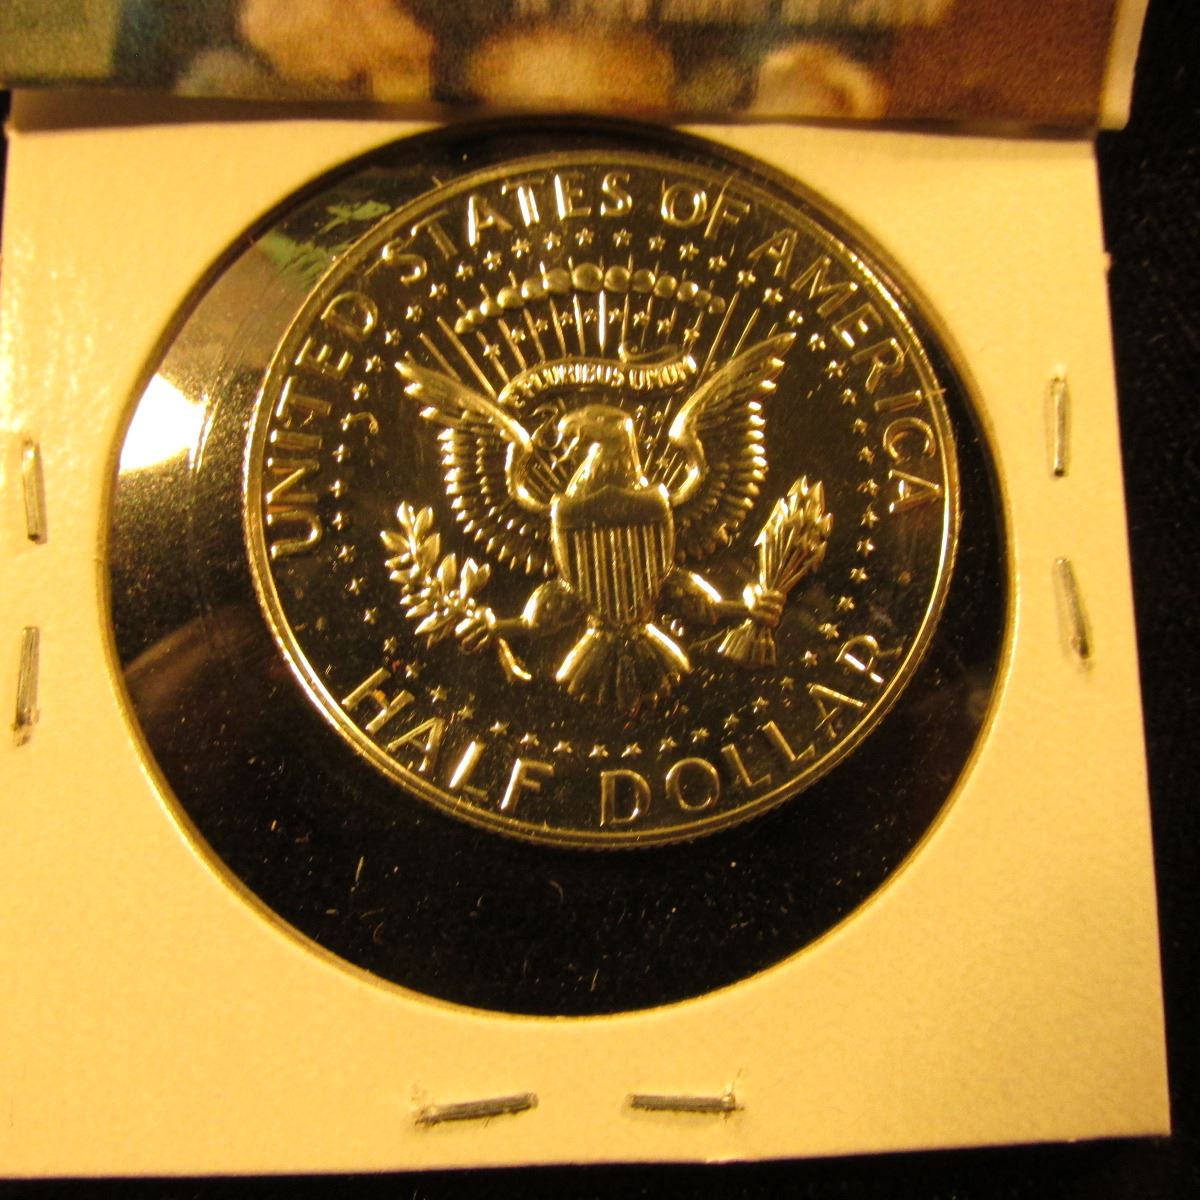 UNITED STATES OF AMERICA
E PLURIBUS UNUM
HALF DOLLAR